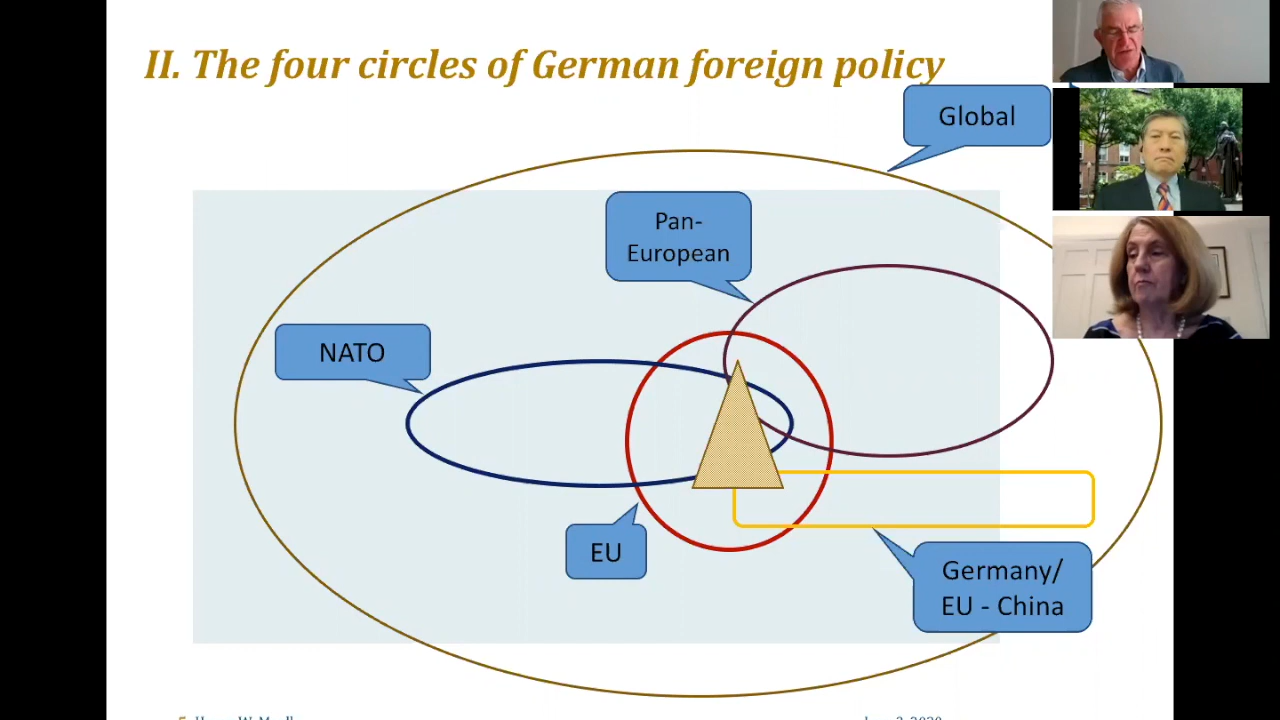 II. The four circles of German foreign policy
Global
Pan-
European
NATO
EU
Germany/
EU - China